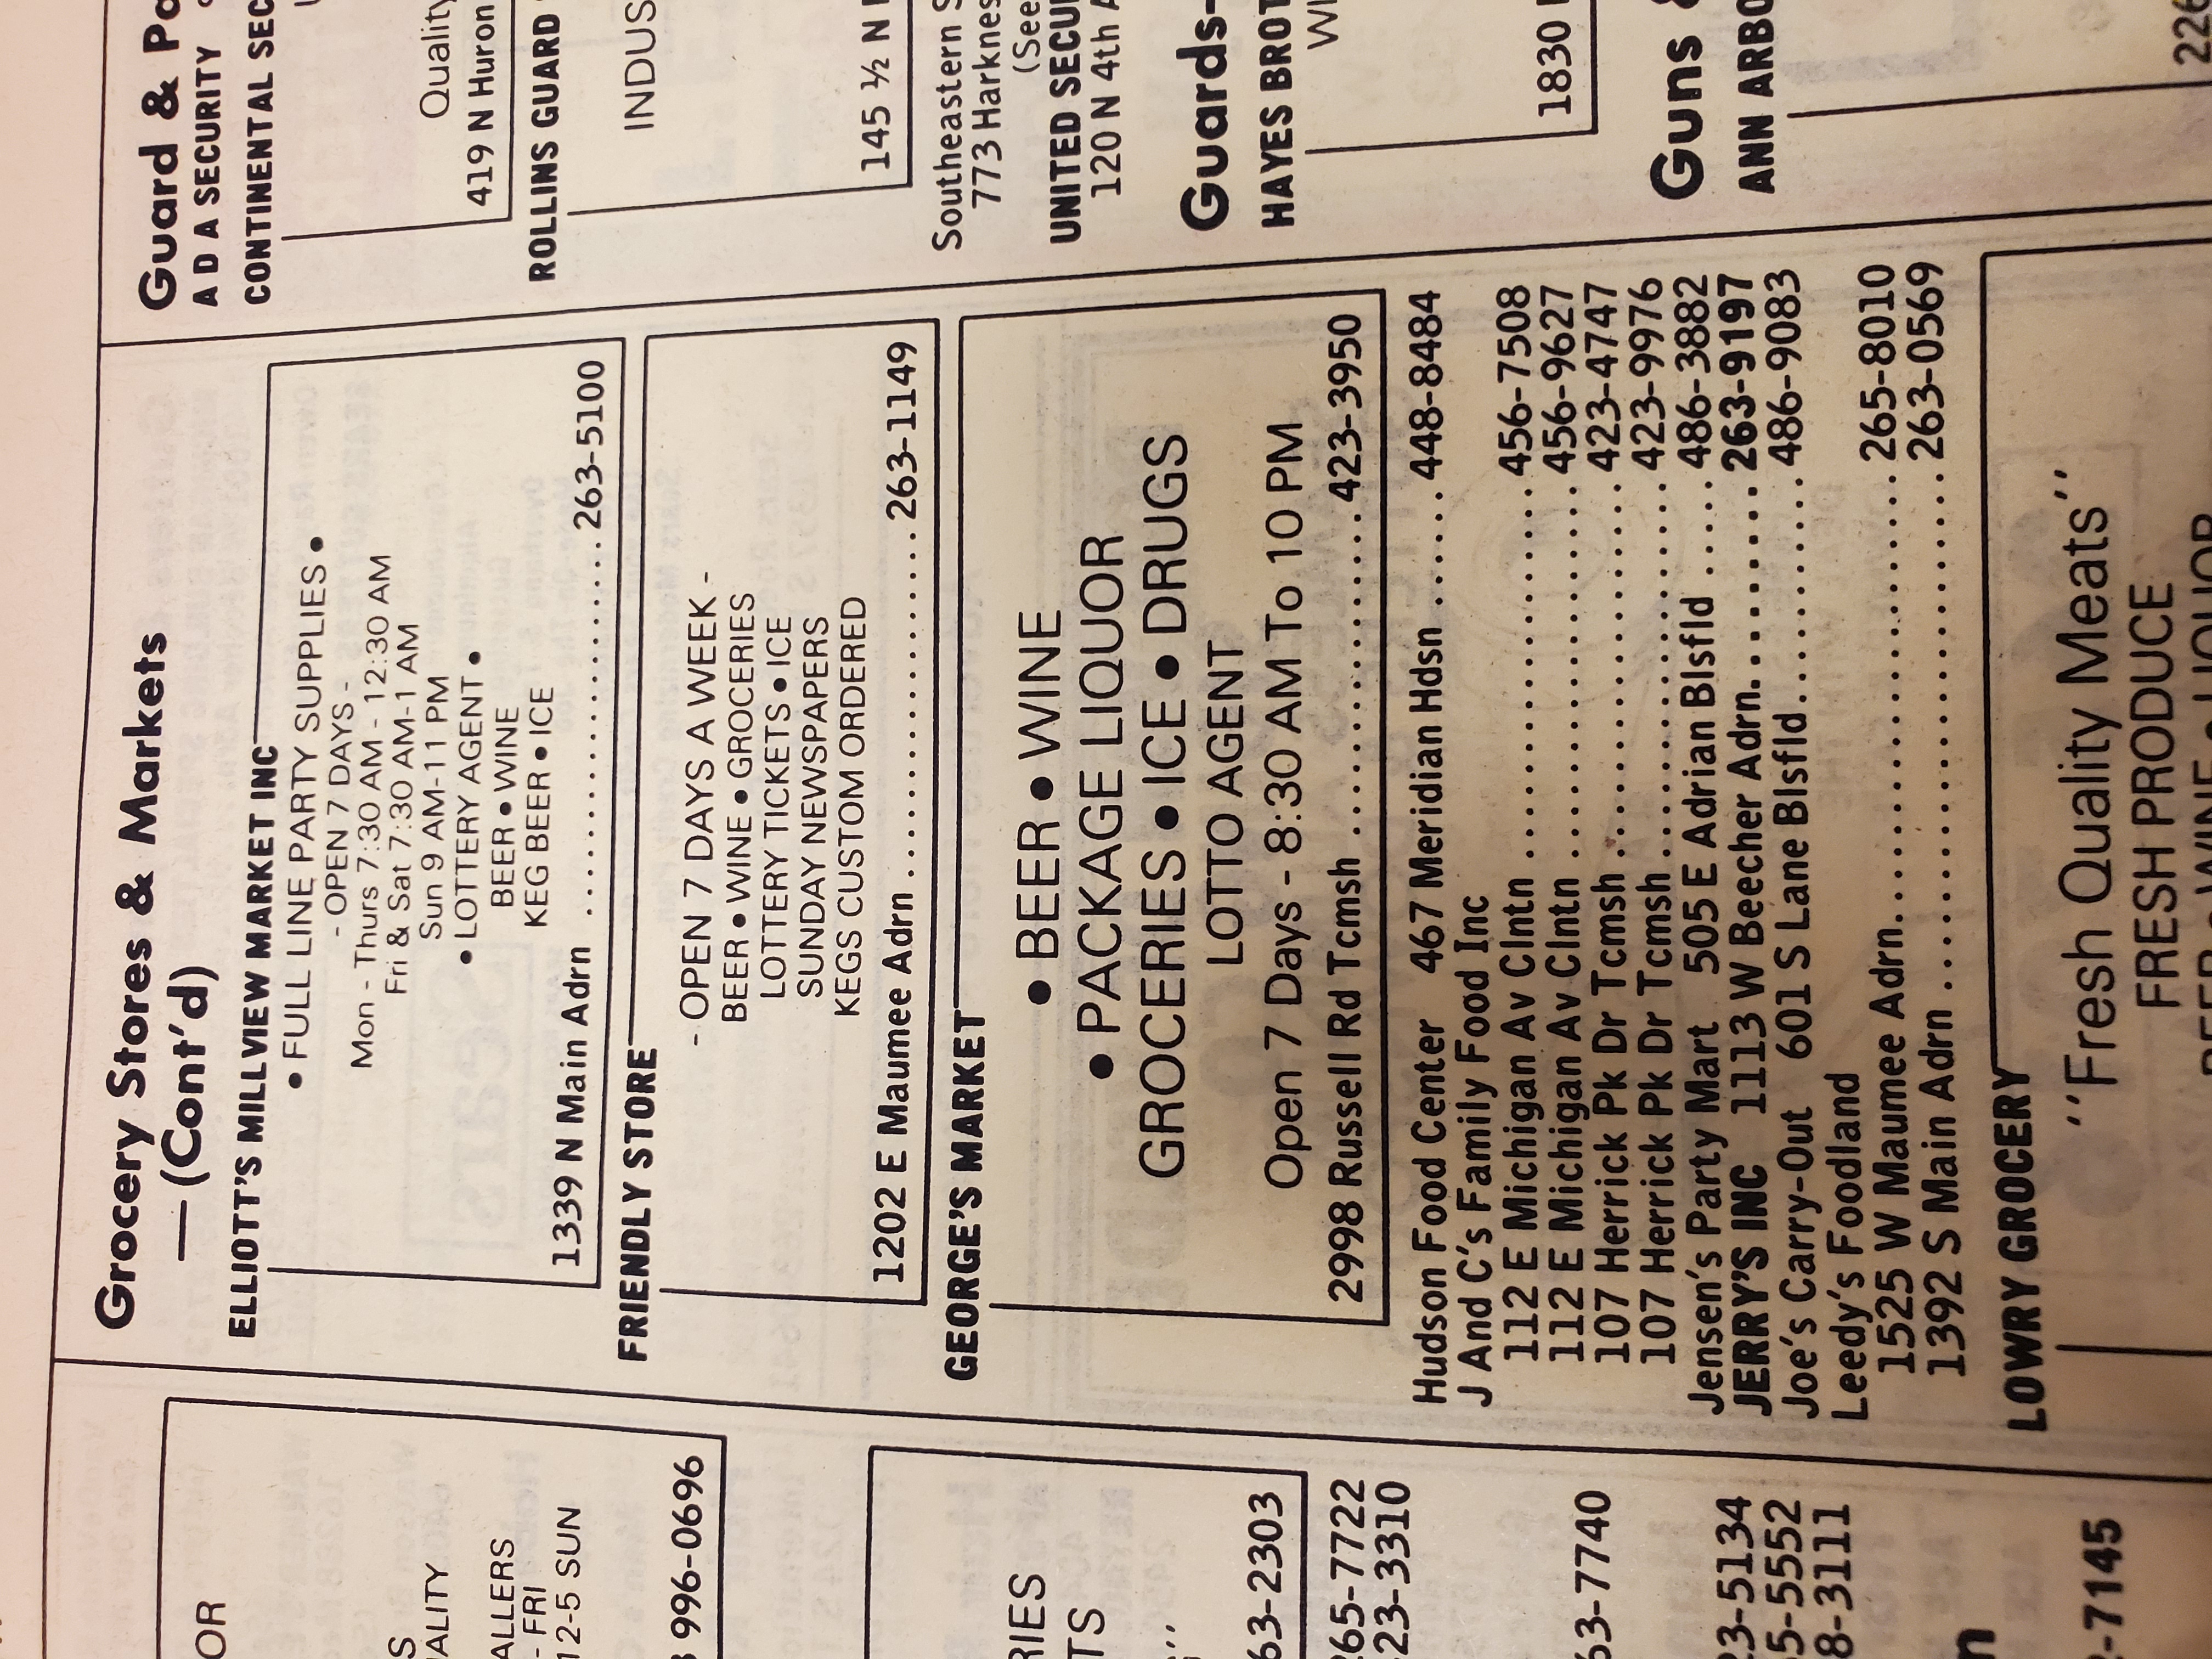 OR
S
ALITY
ALLERS
- FRI
12-5 SUN
996-0696
RIES
TS
63-2303
265-7722
23-3310
63-7740
23-5134
5-5552
8-3111
n
-7145
Grocery Stores & Markets
— (Cont'd)
ELLIOTT'S MILLVIEW MARKET INC
• FULL LINE PARTY SUPPLIES •
- OPEN 7 DAYS -
Mon - Thurs 7:30 AM - 12:30 AM
Fri & Sat 7:30 AM-1 AM
Sun 9 AM-11 PM
• LOTTERY AGENT •
BEER • WINE
KEG BEER • ICE
1339 N Main Adrn ................263-5100
FRIENDLY STORE
- OPEN 7 DAYS A WEEK -
BEER • WINE • GROCERIES
LOTTERY TICKETS • ICE
SUNDAY NEWSPAPERS
KEGS CUSTOM ORDERED
1202 E Maumee Adrn ..............263-1149
GEORGE'S MARKET
• BEER • WINE
• PACKAGE LIQUOR
GROCERIES • ICE • DRUGS
LOTTO AGENT
Open 7 Days - 8:30 AM To 10 PM
2998 Russell Rd Tcmsh ............423-3950
Hudson Food Center 467 Meridian Hdsn ......448-8484
J And C's Family Food Inc
112 E Michigan Av Clntn ...............456-7508
112 E Michigan Av Clntn ...............456-9627
107 Herrick Pk Dr Tcmsh ...............423-4747
107 Herrick Pk Dr Tcmsh ...............423-9976
Jensen's Party Mart 505 E Adrian Blsfld .....486-3882
JERRY'S INC 1113 W Beecher Adrn..........263-9197
Joe's Carry-Out 601 S Lane Blsfld..........486-9083
Leedy's Foodland
1525 W Maumee Adrn..................265-8010
1392 S Main Adrn ....................263-0569
LOWRY GROCERY
"Fresh Quality Meats"
FRESH PRODUCE
BEER • WINE • LIQUOR
Guard & Pa
A D A SECURITY
CONTINENTAL SEC
Quality
419 N Huron
ROLLINS GUARD
INDUS
145 ½ N
Southeastern S
773 Harknes
(See
UNITED SECU
120 N 4th A
Guards-
HAYES BROT
WI
1830
Guns &
ANN ARBO
226